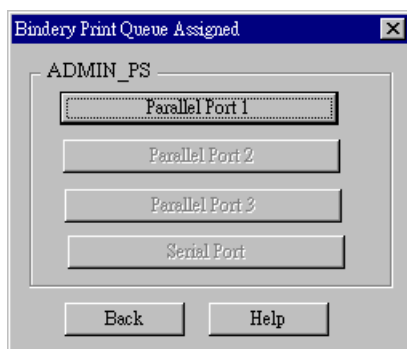 Bindery Print Queue Assigned
ADMIN_PS
Parallel Port 1
Parallel Port 2
Parallel Port 3
Serial Port
Back Help